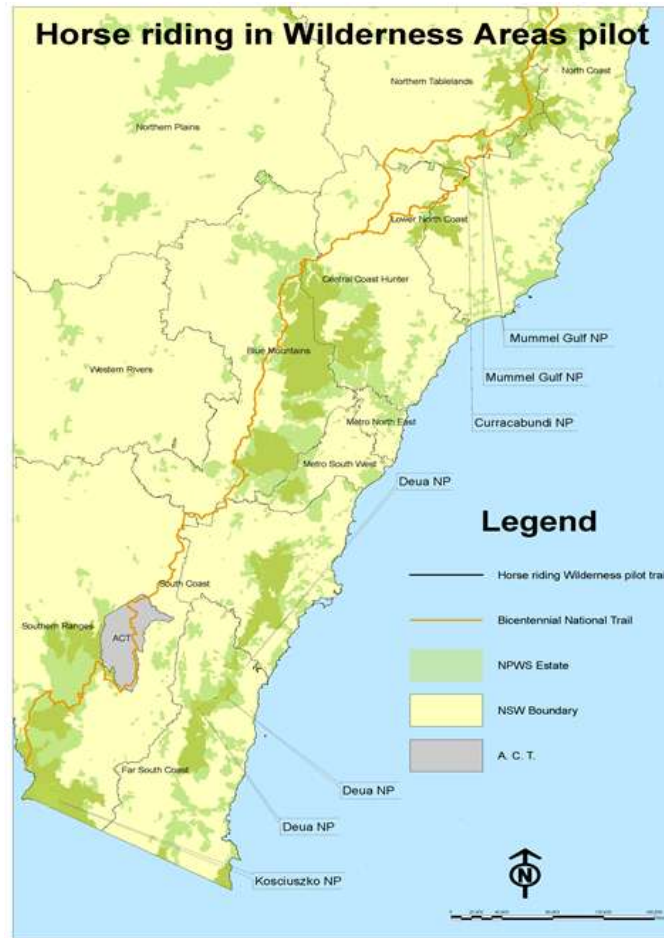 Horse riding in Wilderness Areas pilot
North Coast
Northern Tablelands
Northern Plains
Lower North Coast
Central Coast Hunter
Mummel Gulf NP
Blue Mountains
Western Rivers
Mummel Gulf NP
Metro North East
Curracabundi NP
Metro South West
Deua NP
Legend
Horse riding Wilderness pilot trai
South Coast
Southern Ranges
Bicentennial National Trail
ACT
NPWS Estate
NSW Boundary
A. C. T.
Far South Coast
Deua NP
Deua NP
Kosciuszko NP
N